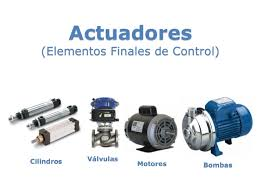 Actuadores
(Elementos Finales de Control)
Cilindros
Válvulas
Motores
Bombas